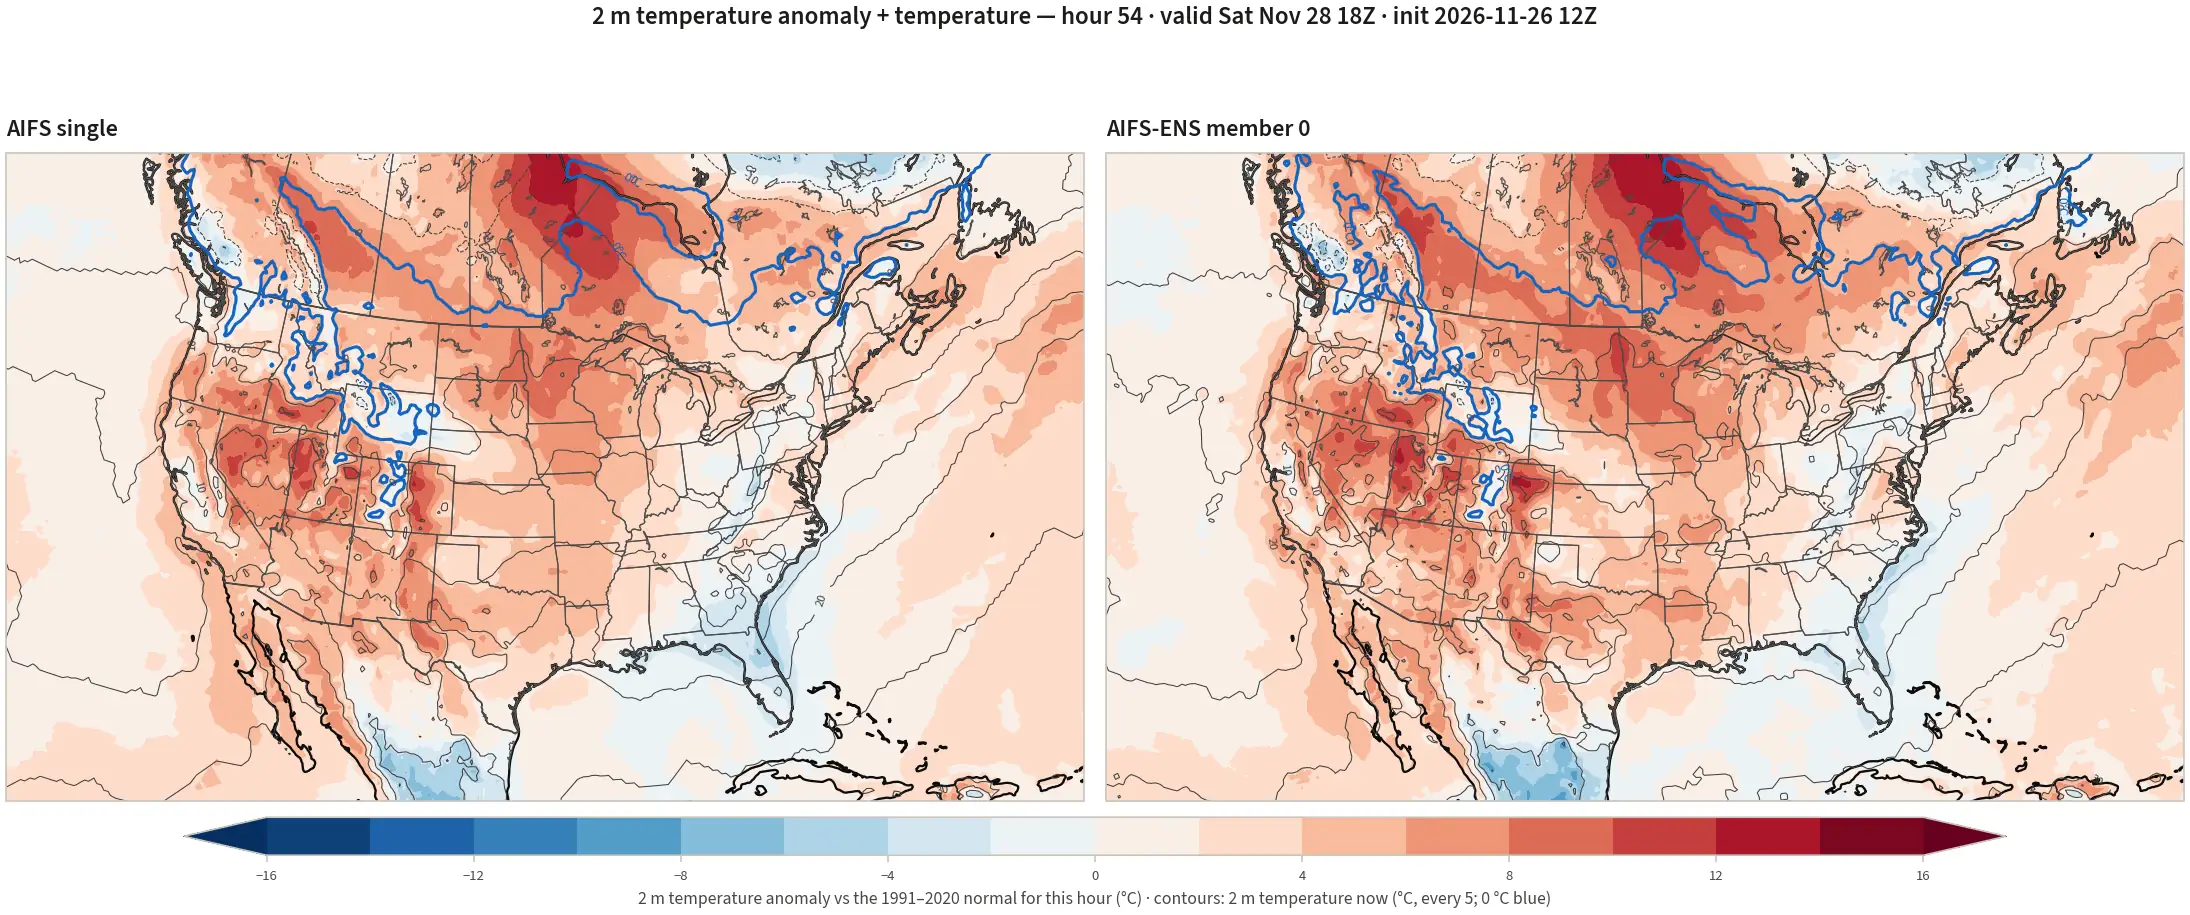 2 m temperature anomaly + temperature — hour 54 · valid Sat Nov 28 18Z · init 2026-11-26 12Z
AIFS single
AIFS-ENS member 0
−16
−12
−8
−4
0
4
8
12
16
2 m temperature anomaly vs the 1991–2020 normal for this hour (°C) · contours: 2 m temperature now (°C, every 5; 0 °C blue)